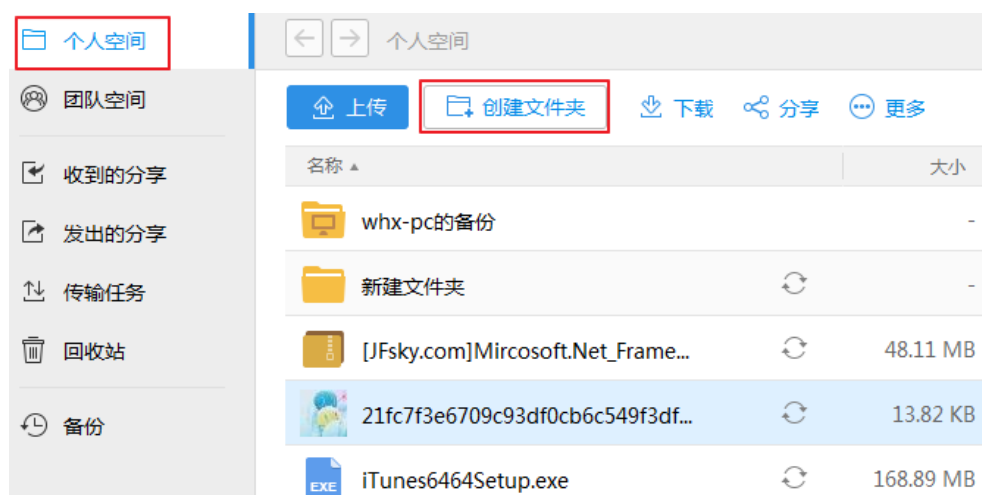 个人空间
团队空间
收到的分享
发出的分享
传输任务
回收站
备份
个人空间
上传 创建文件夹 下载 分享 更多
名称 大小
whx-pc的备份 -
新建文件夹 -
[JFsky.com]Mircosoft.Net_Frame... 48.11 MB
21fc7f3e6709c93df0cb6c549f3df... 13.82 KB
EXE iTunes6464Setup.exe 168.89 MB